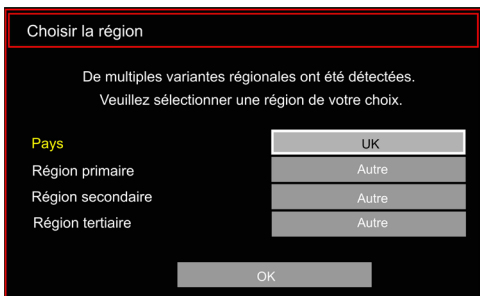 Choisir la région
De multiples variantes régionales ont été détectées.
Veuillez sélectionner une région de votre choix.
Pays UK
Région primaire Autre
Région secondaire Autre
Région tertiaire Autre
OK